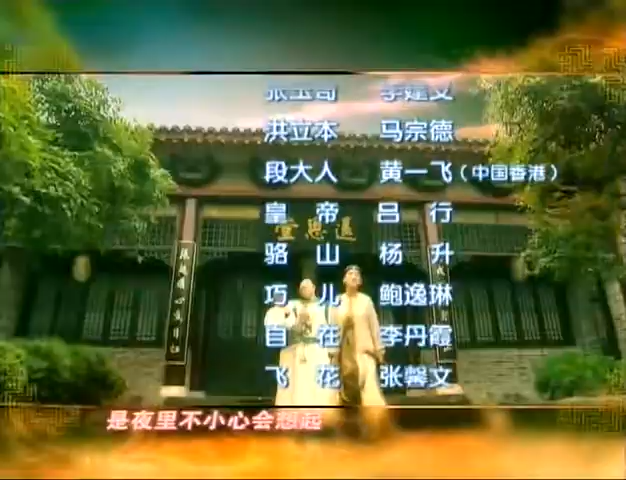 洪立本 马宗德
段大人 黄一飞(中国香港)
皇 帝 吕 行
骆 山 杨 升
巧 儿 鲍逸琳
自 在 李丹霞
飞 花 张馨文
是夜里不小心会想起